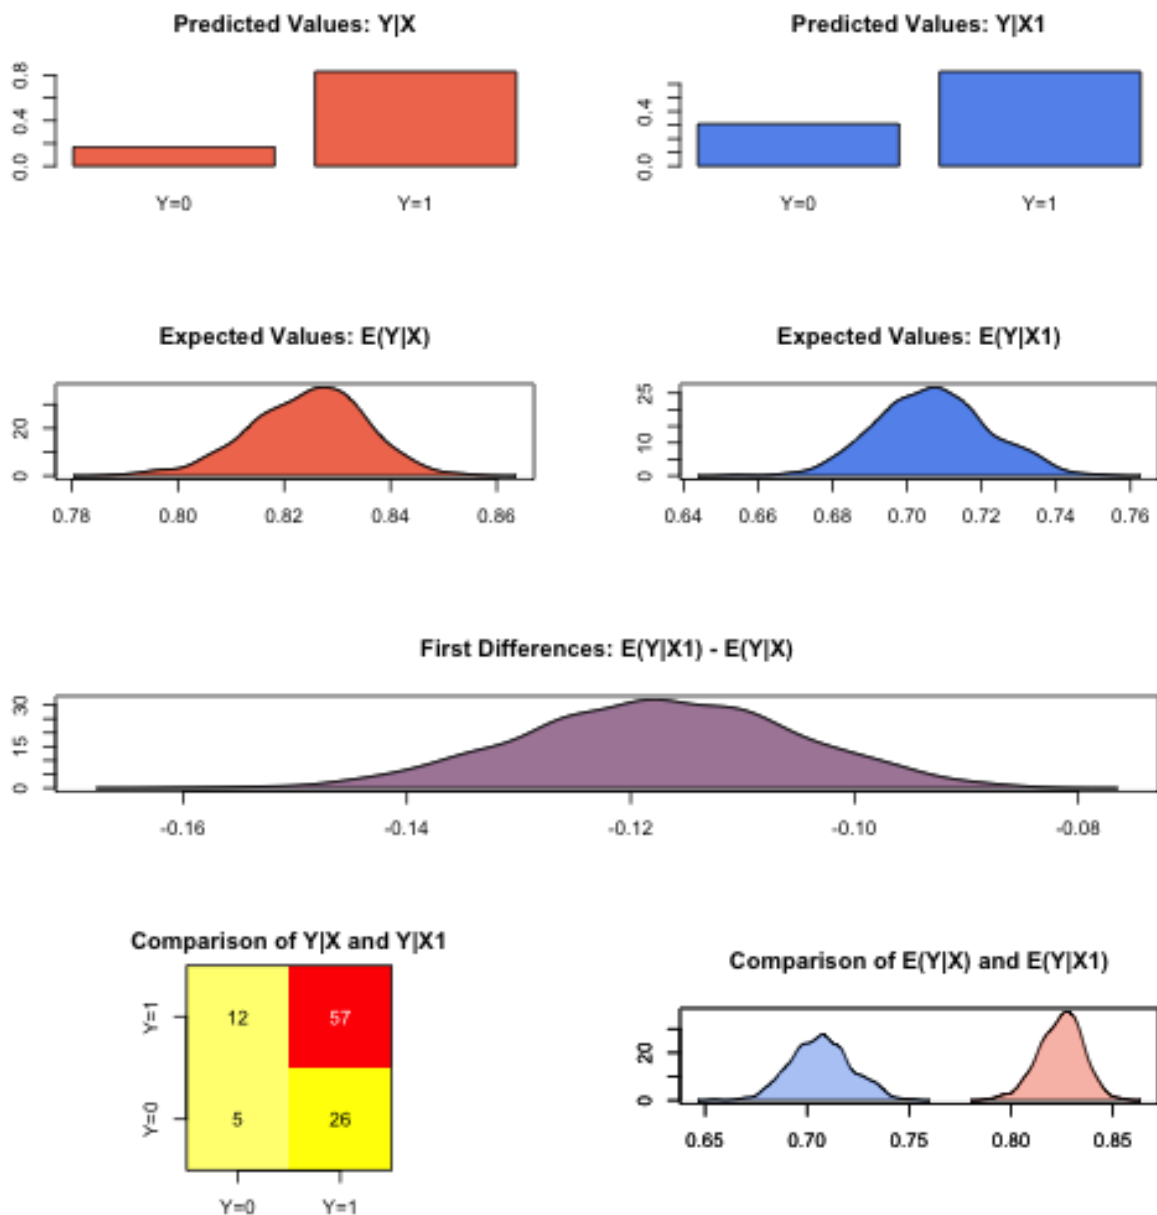 Predicted Values: Y|X
0.0 0.4 0.8
Y=0 Y=1
Predicted Values: Y|X1
0.0 0.4
Y=0 Y=1
Expected Values: E(Y|X)
0 20
0.78 0.80 0.82 0.84 0.86
Expected Values: E(Y|X1)
0 10 25
0.64 0.66 0.68 0.70 0.72 0.74 0.76
First Differences: E(Y|X1) - E(Y|X)
0 15 30
-0.16 -0.14 -0.12 -0.10 -0.08
Comparison of Y|X and Y|X1
Y=1 12 57
Y=0 5 26
Y=0 Y=1
Comparison of E(Y|X) and E(Y|X1)
0 20
0.65 0.70 0.75 0.80 0.85